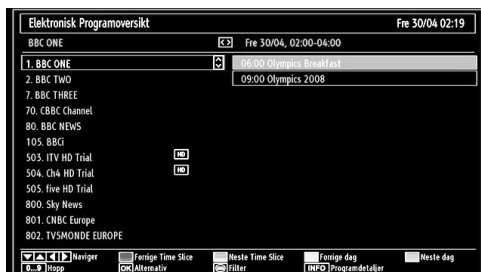 Elektronisk Programoversikt Fre 30/04 02:19
BBC ONE <> Fre 30/04, 02:00-04:00
1. BBC ONE 06:00 Olympics Breakfast
2. BBC TWO 09:00 Olympics 2008
7. BBC THREE
70. CBBC Channel
80. BBC NEWS
105. BBCi
503. ITV HD Trial HD
504. Ch4 HD Trial HD
505. five HD Trial
800. Sky News
801. CNBC Europe
802. TV5MONDE EUROPE
Naviger Forrige Time Slice Neste Time Slice Forrige dag Neste dag
0...9 Hopp OK Alternativ Filter INFO Programdetaljer